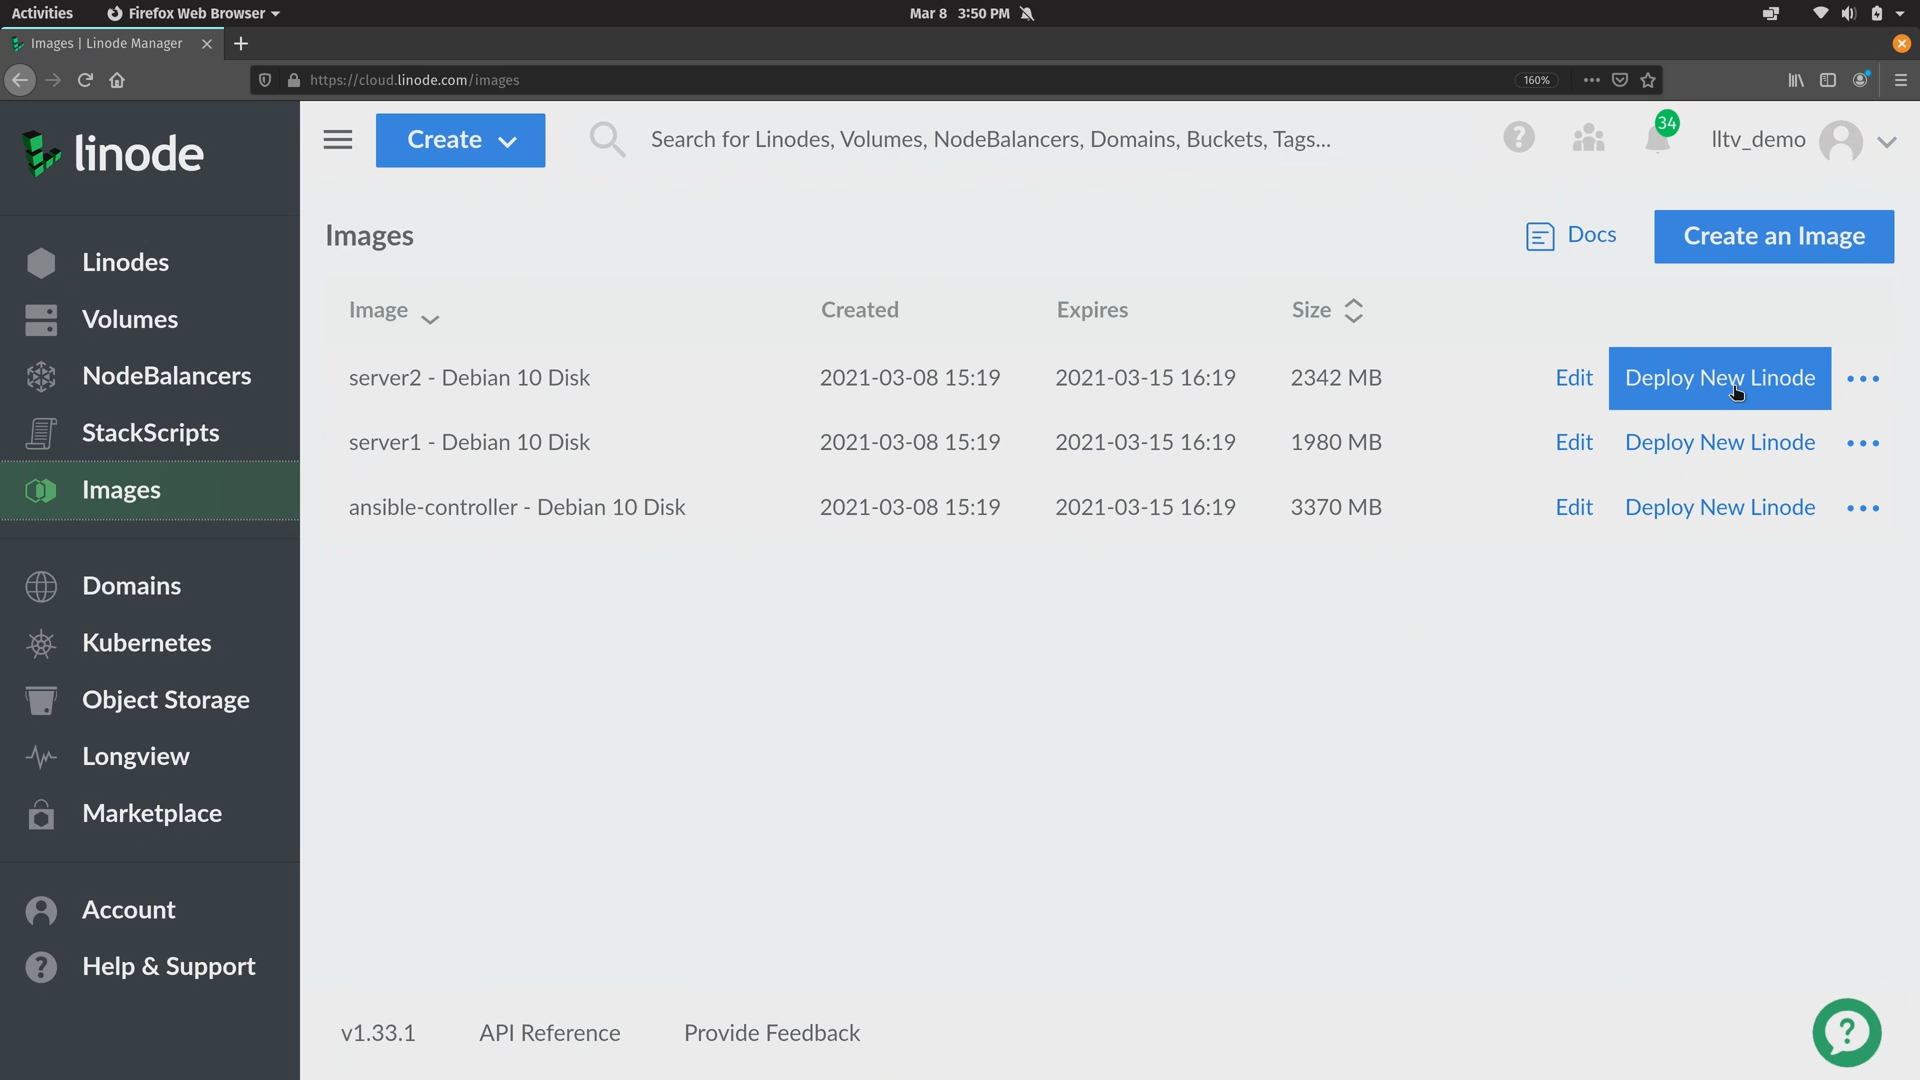 Activities Firefox Web Browser Mar 8 3:50 PM
Images | Linode Manager
https://cloud.linode.com/images 160%
linode Create Search for Linodes, Volumes, NodeBalancers, Domains, Buckets, Tags... 34 lltv_demo
Images Docs Create an Image
Linodes
Volumes
NodeBalancers
StackScripts
Images
Domains
Kubernetes
Object Storage
Longview
Marketplace
Account
Help & Support
Image Created Expires Size
server2 - Debian 10 Disk 2021-03-08 15:19 2021-03-15 16:19 2342 MB Edit Deploy New Linode
server1 - Debian 10 Disk 2021-03-08 15:19 2021-03-15 16:19 1980 MB Edit Deploy New Linode
ansible-controller - Debian 10 Disk 2021-03-08 15:19 2021-03-15 16:19 3370 MB Edit Deploy New Linode
v1.33.1 API Reference Provide Feedback